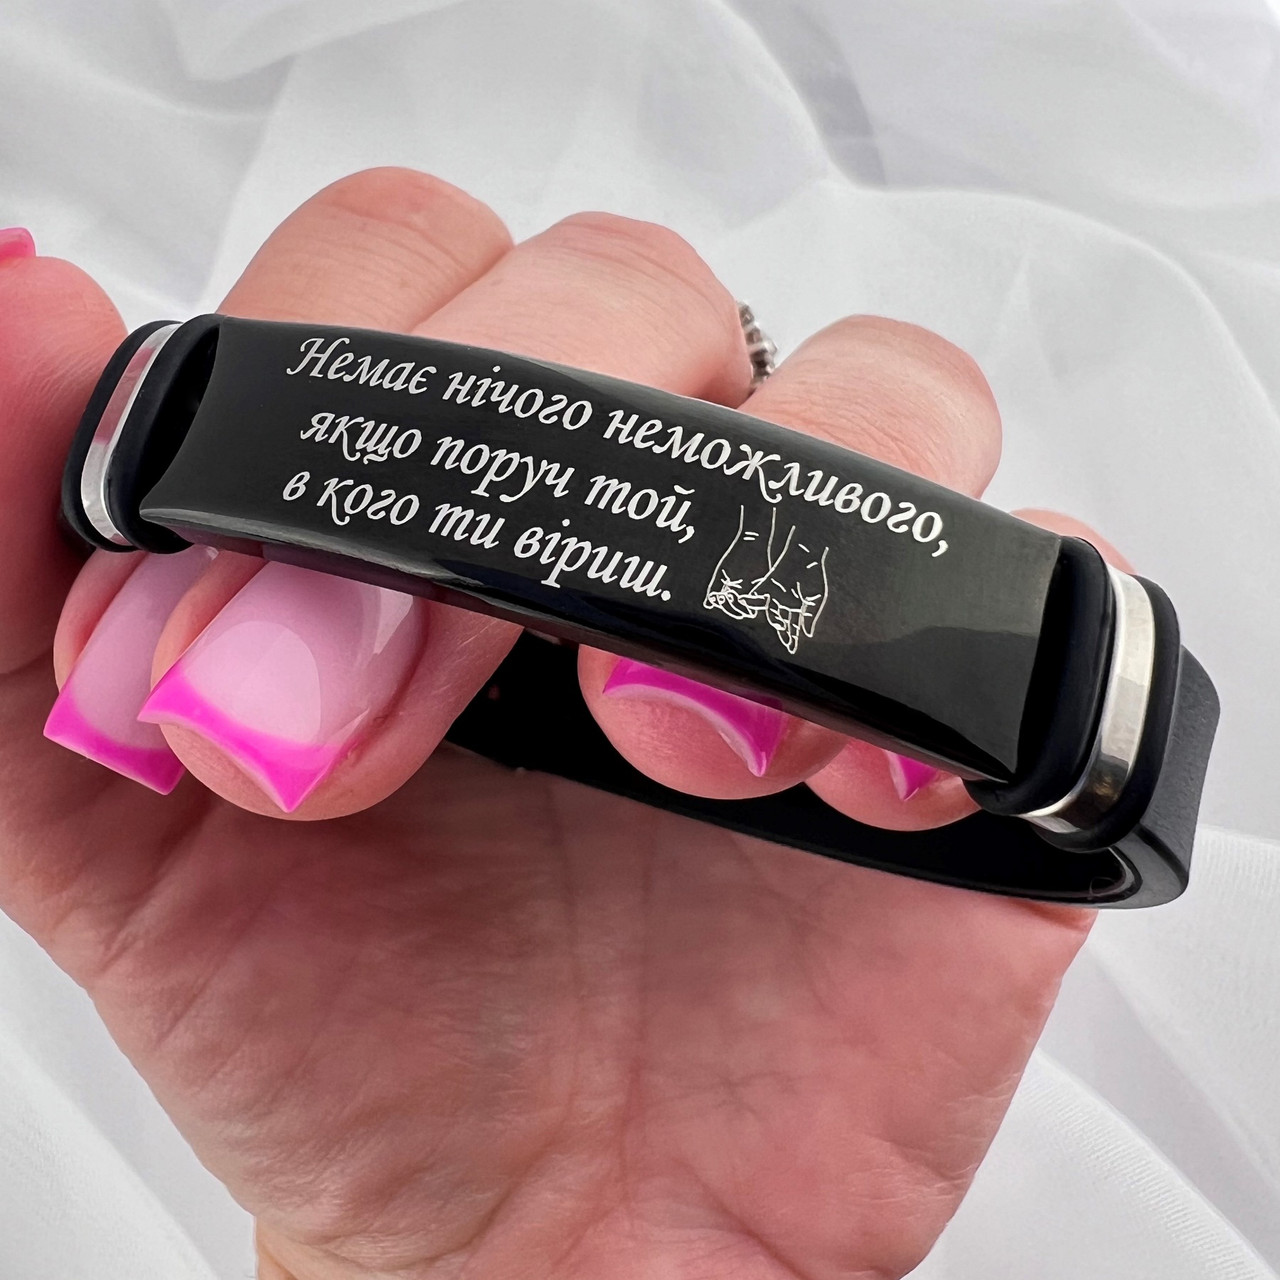 Немає нічого неможливого,
якщо поруч той,
в кого ти віриш.